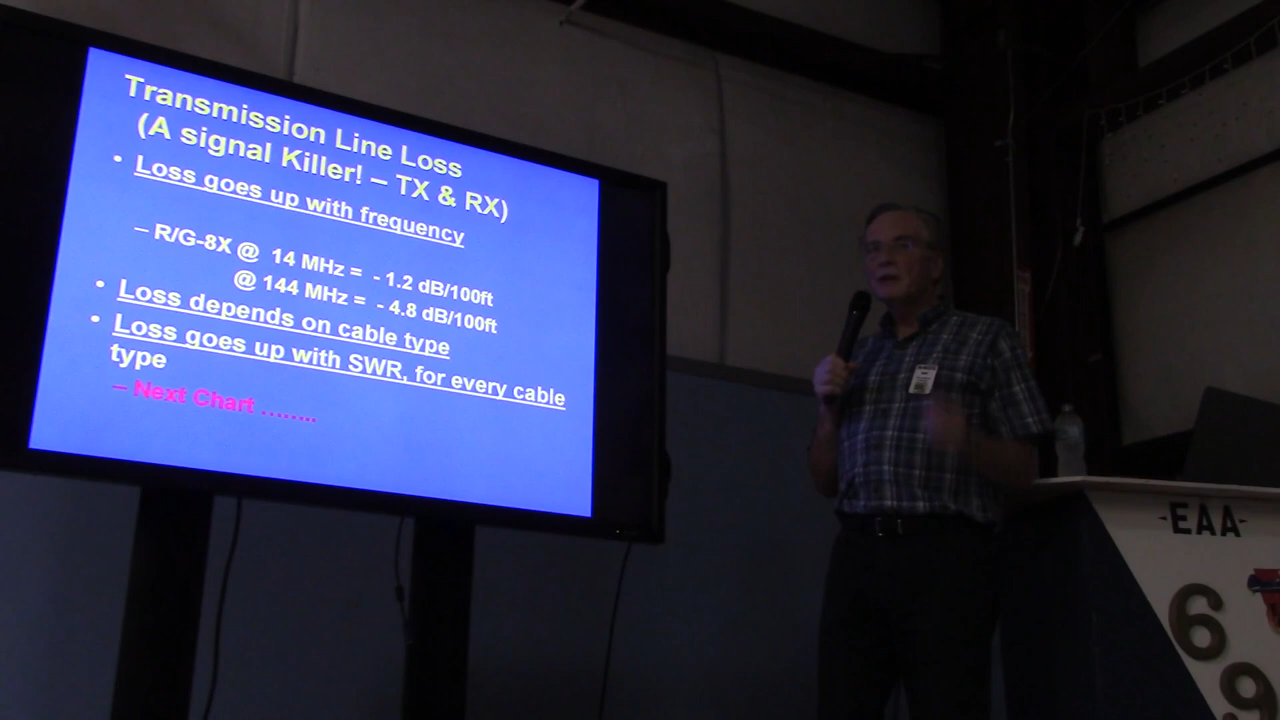 Transmission Line Loss
(A signal Killer! – TX & RX)
• Loss goes up with frequency
– R/G-8X @ 14 MHz = - 1.2 dB/100ft
@ 144 MHz = - 4.8 dB/100ft
• Loss depends on cable type
• Loss goes up with SWR, for every cable
type
– Next Chart ........
-EAA-
6
9